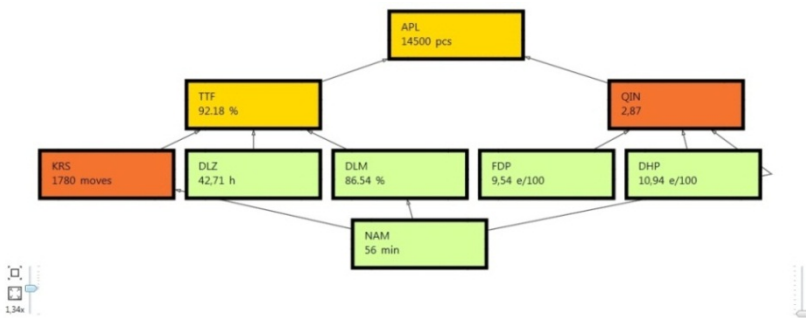 APL
14500 pcs
TTF
92.18 %
QIN
2,87
KRS
1780 moves
DLZ
42,71 h
DLM
86.54 %
FDP
9,54 e/100
DHP
10,94 e/100
NAM
56 min
1,34x